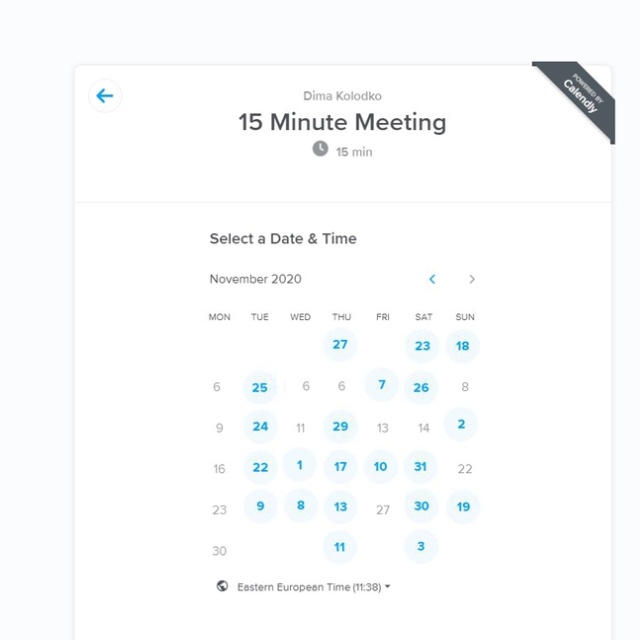 POWERED BY
Calendly
Dima Kolodko
15 Minute Meeting
15 min
Select a Date & Time
November 2020
MON TUE WED THU FRI SAT SUN
27 23 18
6 25 6 6 7 26 8
9 24 11 29 13 14 2
16 22 1 17 10 31 22
23 9 8 13 27 30 19
30 11 3
Eastern European Time (11:38)